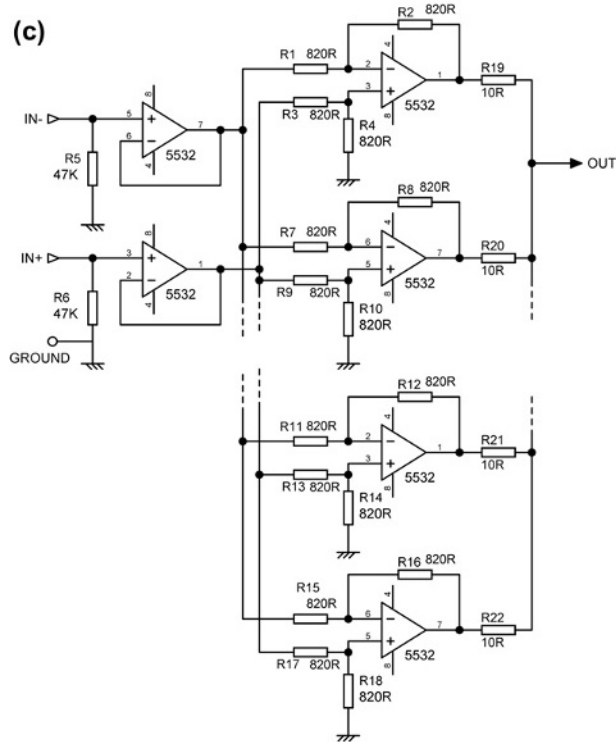 (c)
R2 820R
4
R1 820R
2
1
R19
10R
3
R3 820R
R4
820R
8
5532
IN-
8
5
7
6
5532
4
R5
47K
OUT
R8 820R
4
R7 820R
6
7
R20
10R
5
R9 820R
R10
820R
8
5532
IN+
8
3
1
2
5532
4
R6
47K
GROUND
R12 820R
4
R11 820R
2
1
R21
10R
3
R13 820R
R14
820R
8
5532
R16 820R
4
R15
820R
6
7
R22
10R
5
R17 820R
R18
820R
8
5532